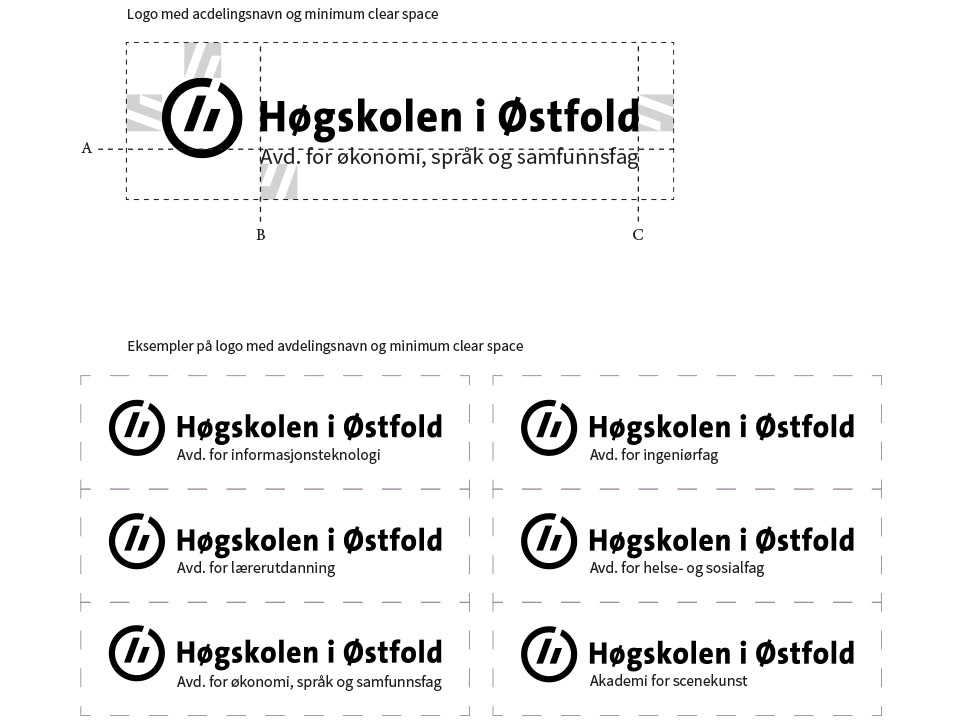 Logo med acdelingsnavn og minimum clear space
Høgskolen i Østfold
A
Avd. for økonomi, språk og samfunnsfag
B
C
Eksempler på logo med avdelingsnavn og minimum clear space
Høgskolen i Østfold
Avd. for informasjonsteknologi
Høgskolen i Østfold
Avd. for ingeniørfag
Høgskolen i Østfold
Avd. for lærerutdanning
Høgskolen i Østfold
Avd. for helse- og sosialfag
Høgskolen i Østfold
Avd. for økonomi, språk og samfunnsfag
Høgskolen i Østfold
Akademi for scenekunst